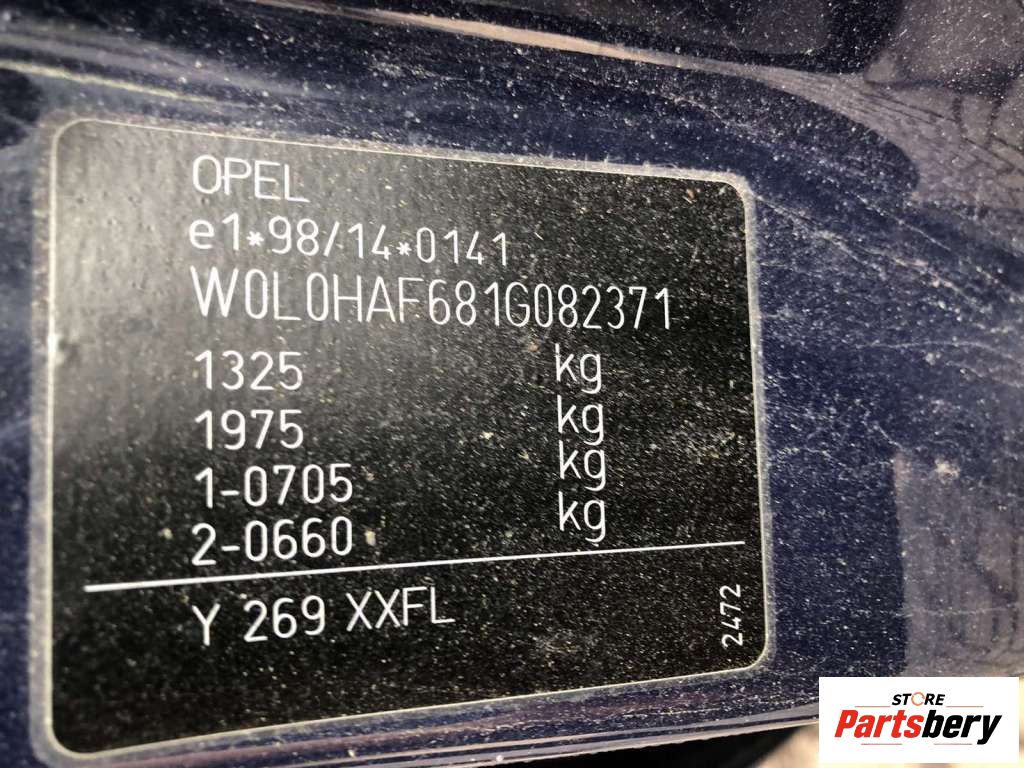 OPEL
e1*98/14*0141
W0L0HAF681G082371
1325 kg
1975 kg
1-0705 kg
2-0660 kg
Y 269 XXFL
2472
STORE
Partsbery